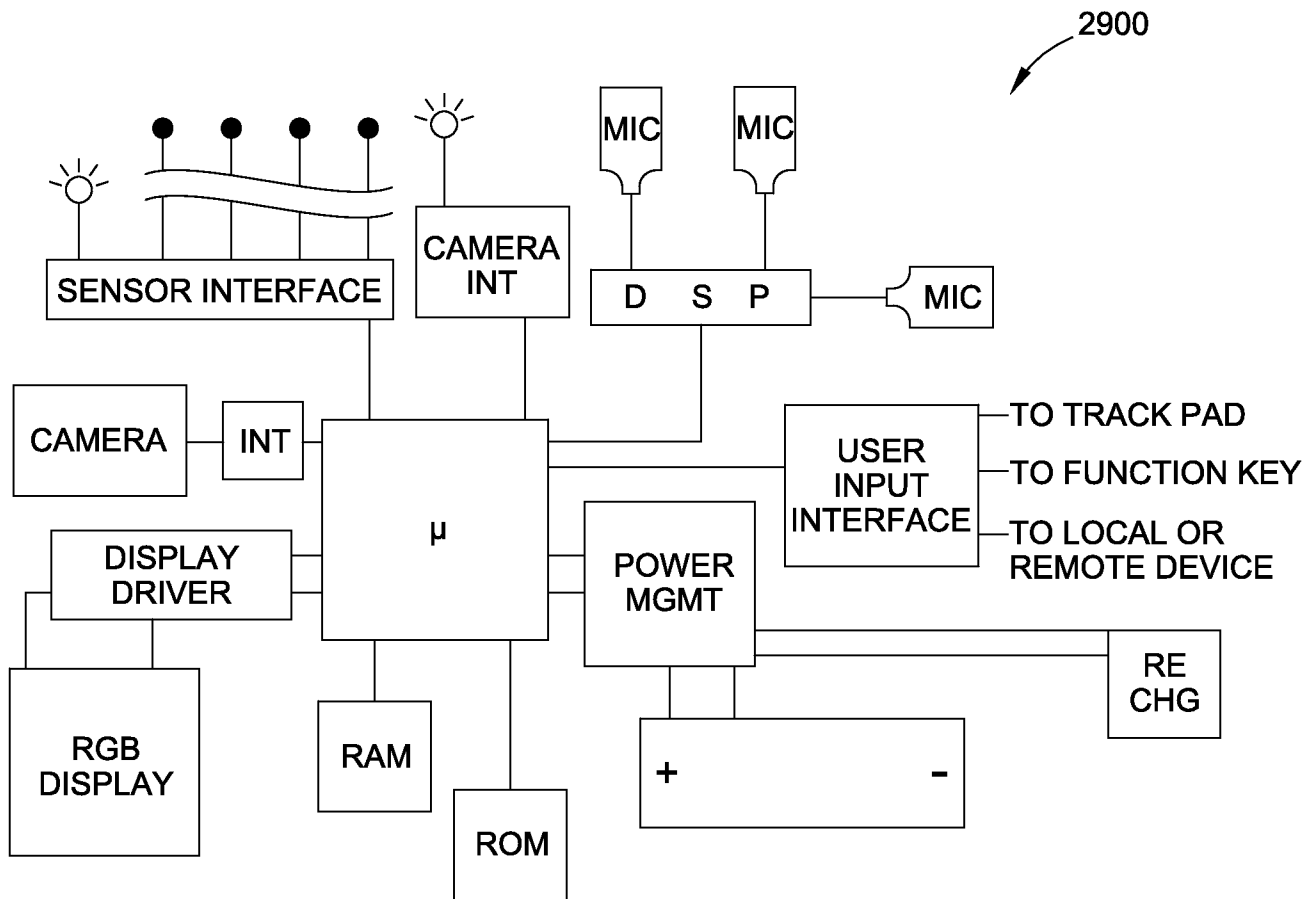 2900
MIC
MIC
CAMERA
INT
SENSOR INTERFACE
D S P
MIC
CAMERA
INT
USER
INPUT
INTERFACE
TO TRACK PAD
TO FUNCTION KEY
TO LOCAL OR
REMOTE DEVICE
µ
DISPLAY
DRIVER
POWER
MGMT
RE
CHG
RGB
DISPLAY
RAM
+ -
ROM